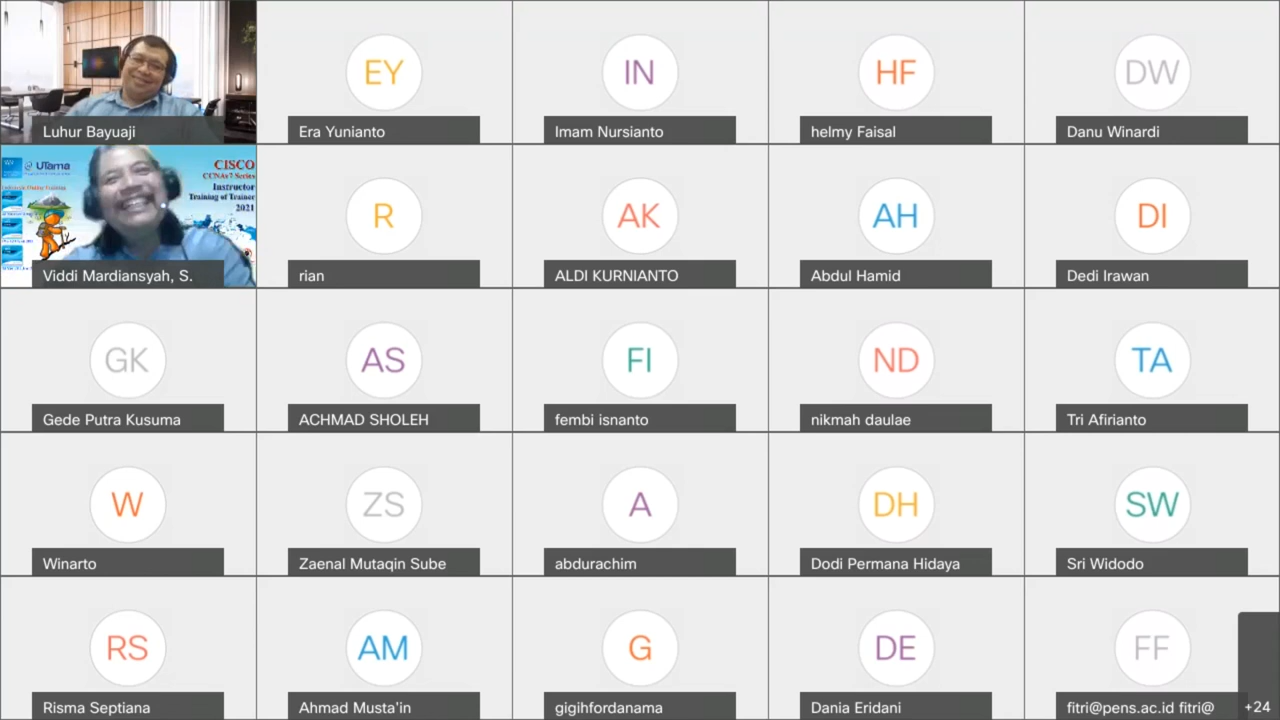 Luhur Bayuaji
EY
Era Yunianto
IN
Imam Nursianto
HF
helmy Faisal
DW
Danu Winardi
UTama
CISCO
CCNAv7 Series
Instructor
Training of Trainer
2021
Viddi Mardiansyah, S.
R
rian
AK
ALDI KURNIANTO
AH
Abdul Hamid
DI
Dedi Irawan
GK
Gede Putra Kusuma
AS
ACHMAD SHOLEH
FI
fembi isnanto
ND
nikmah daulae
TA
Tri Afirianto
W
Winarto
ZS
Zaenal Mutaqin Sube
A
abdurachim
DH
Dodi Permana Hidaya
SW
Sri Widodo
RS
Risma Septiana
AM
Ahmad Musta'in
G
gigihfordanama
DE
Dania Eridani
FF
fitri@pens.ac.id fitri@
+24